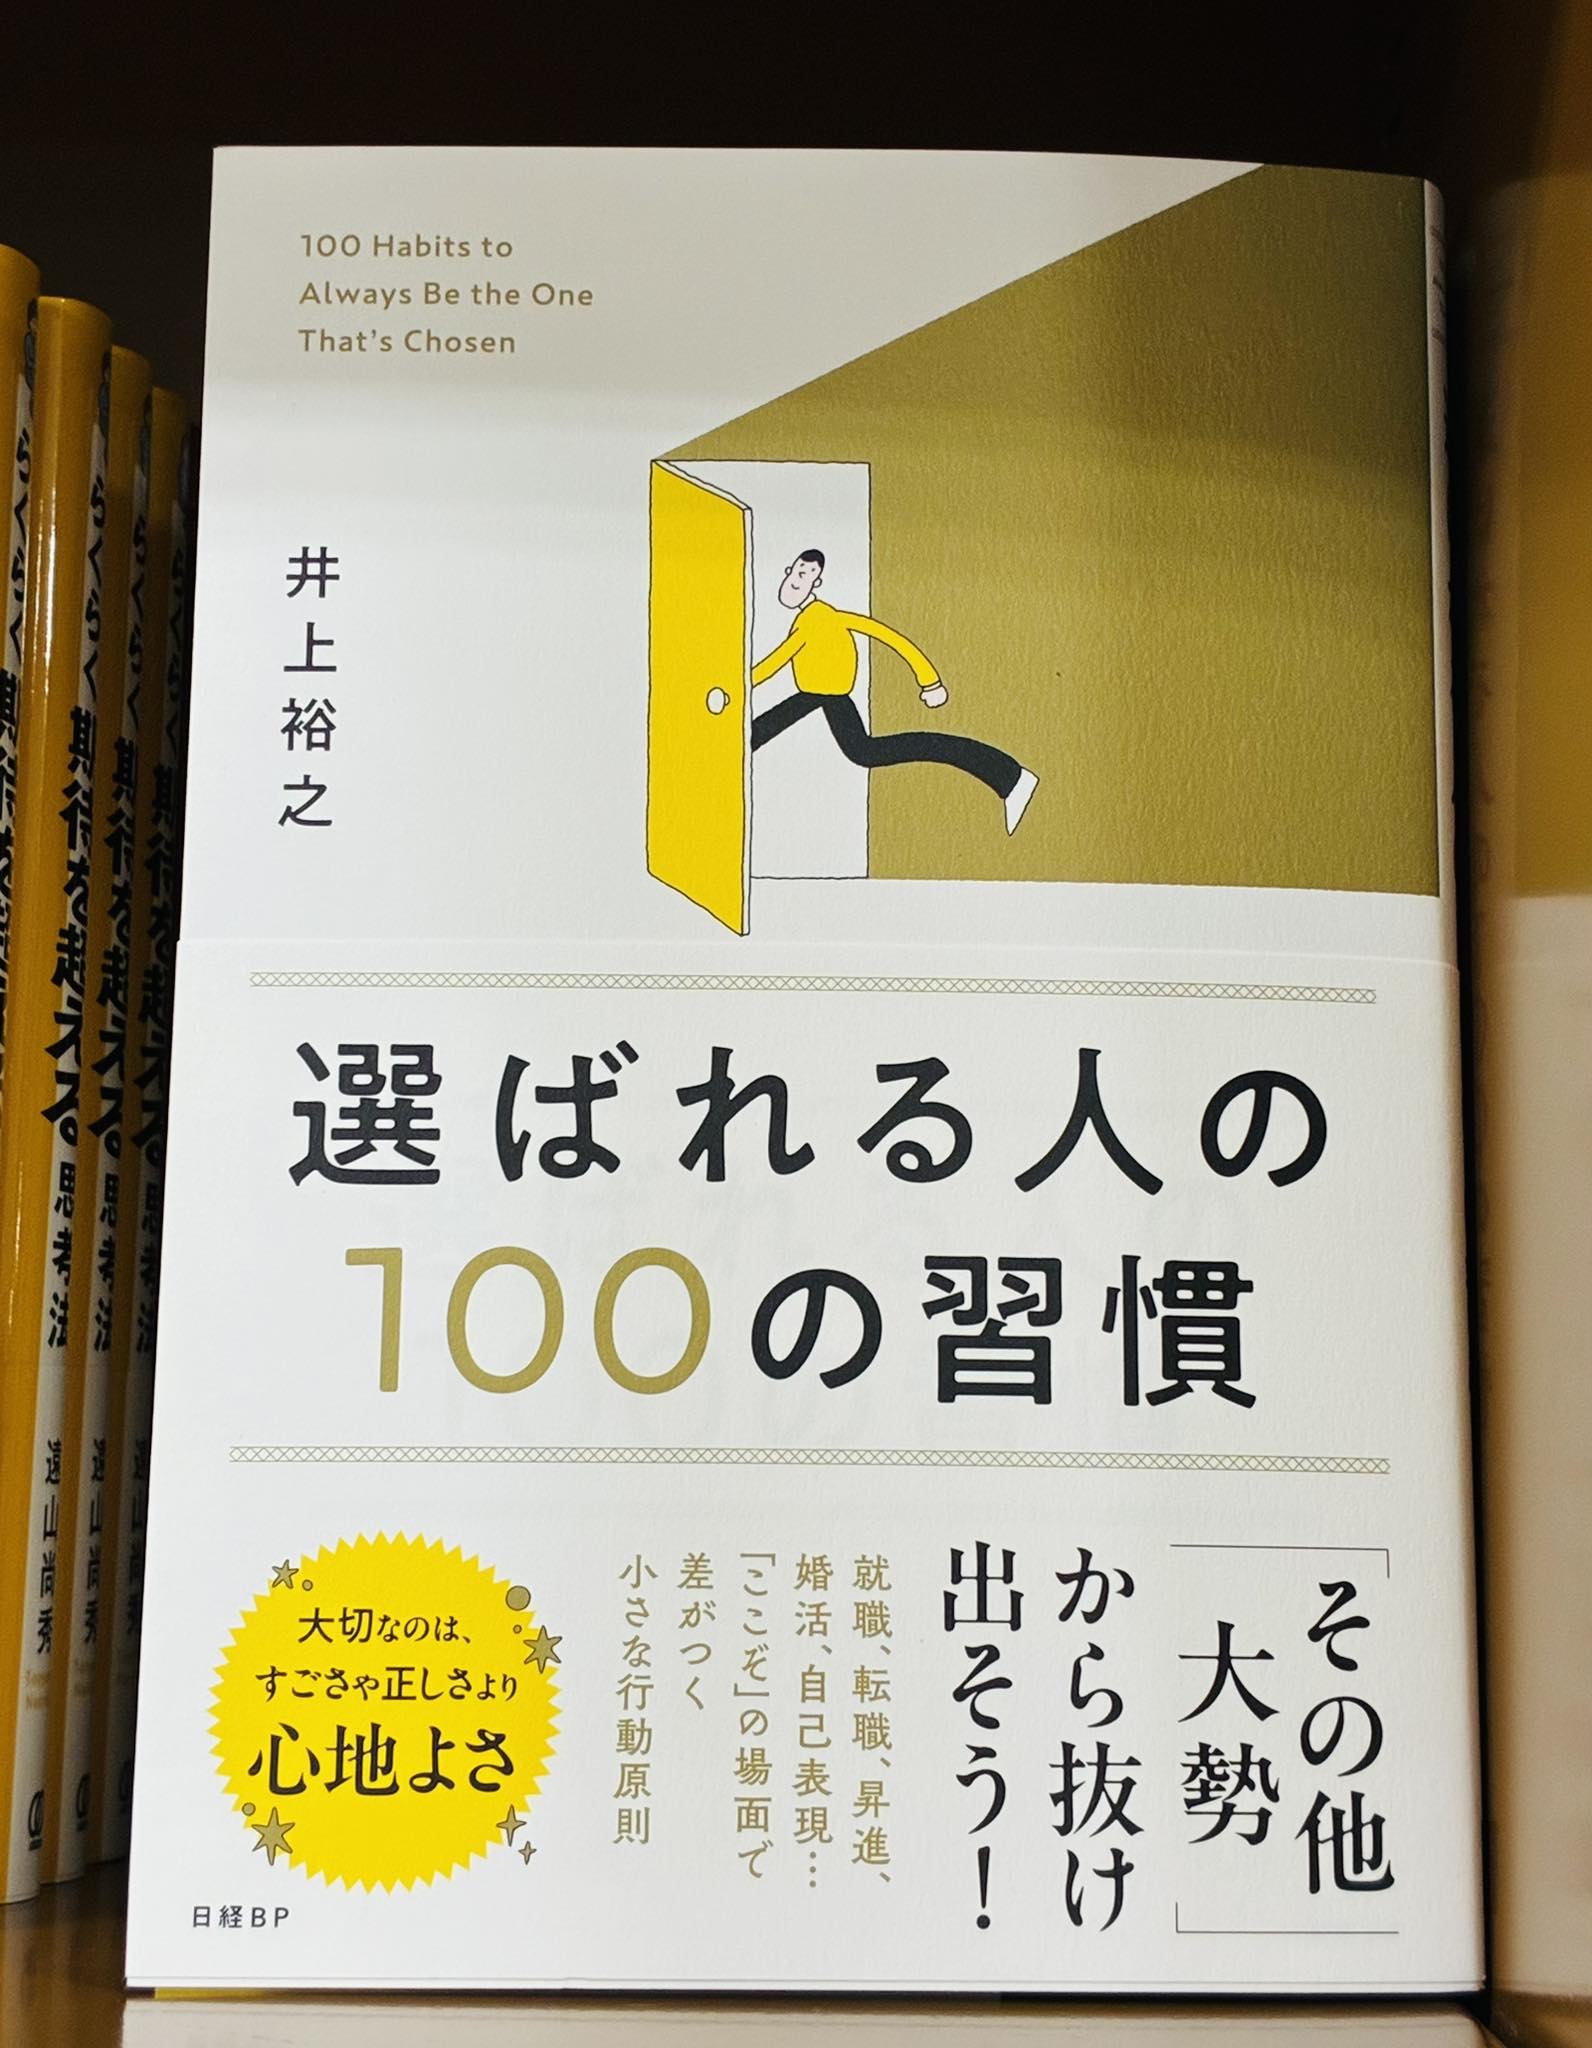 100 Habits to
Always Be the One
That's Chosen
井上裕之
選ばれる人の
100の習慣
「その他
大勢」
から抜け
出そう！
就職、転職、昇進、
婚活、自己表現…
「ここぞ」の場面で
差がつく
小さな行動原則
大切なのは、
すごさや正しさより
心地よさ
日経BP
期待を超える思考法
遠山尚秀